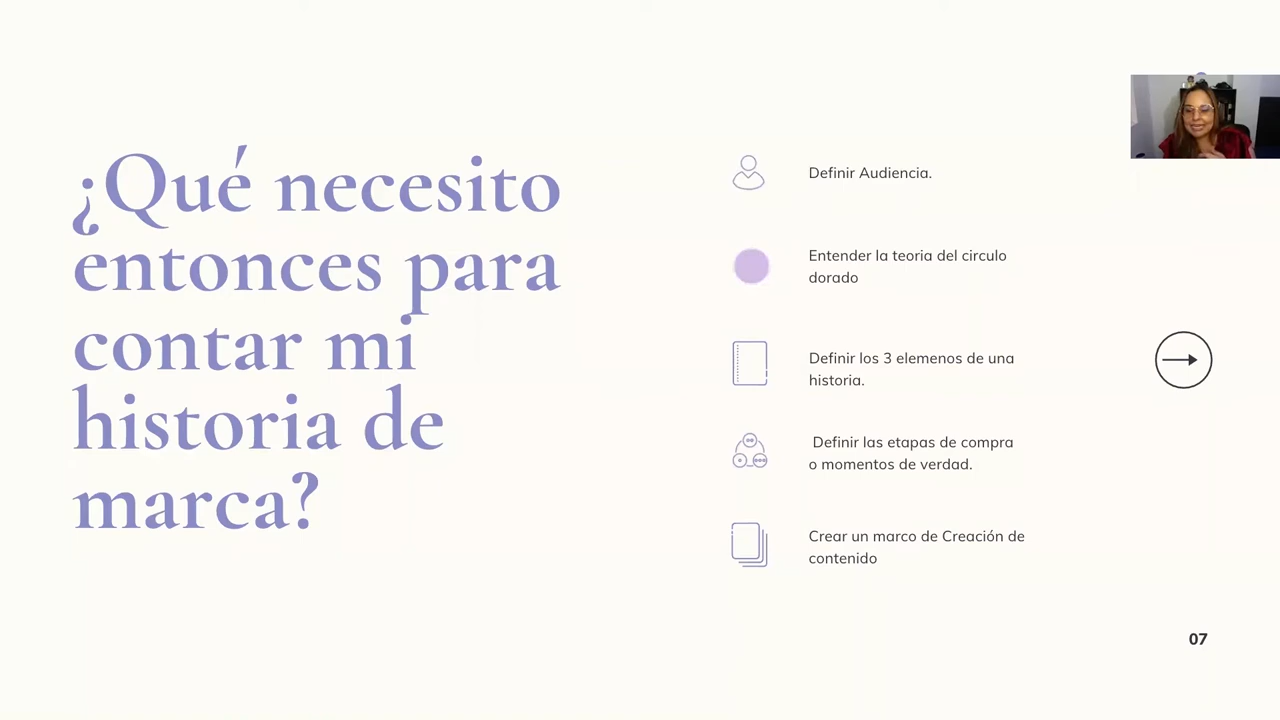 ¿Qué necesito
entonces para
contar mi
historia de
marca?
Definir Audiencia.
Entender la teoria del circulo
dorado
Definir los 3 elemenos de una
historia.
Definir las etapas de compra
o momentos de verdad.
Crear un marco de Creación de
contenido
07